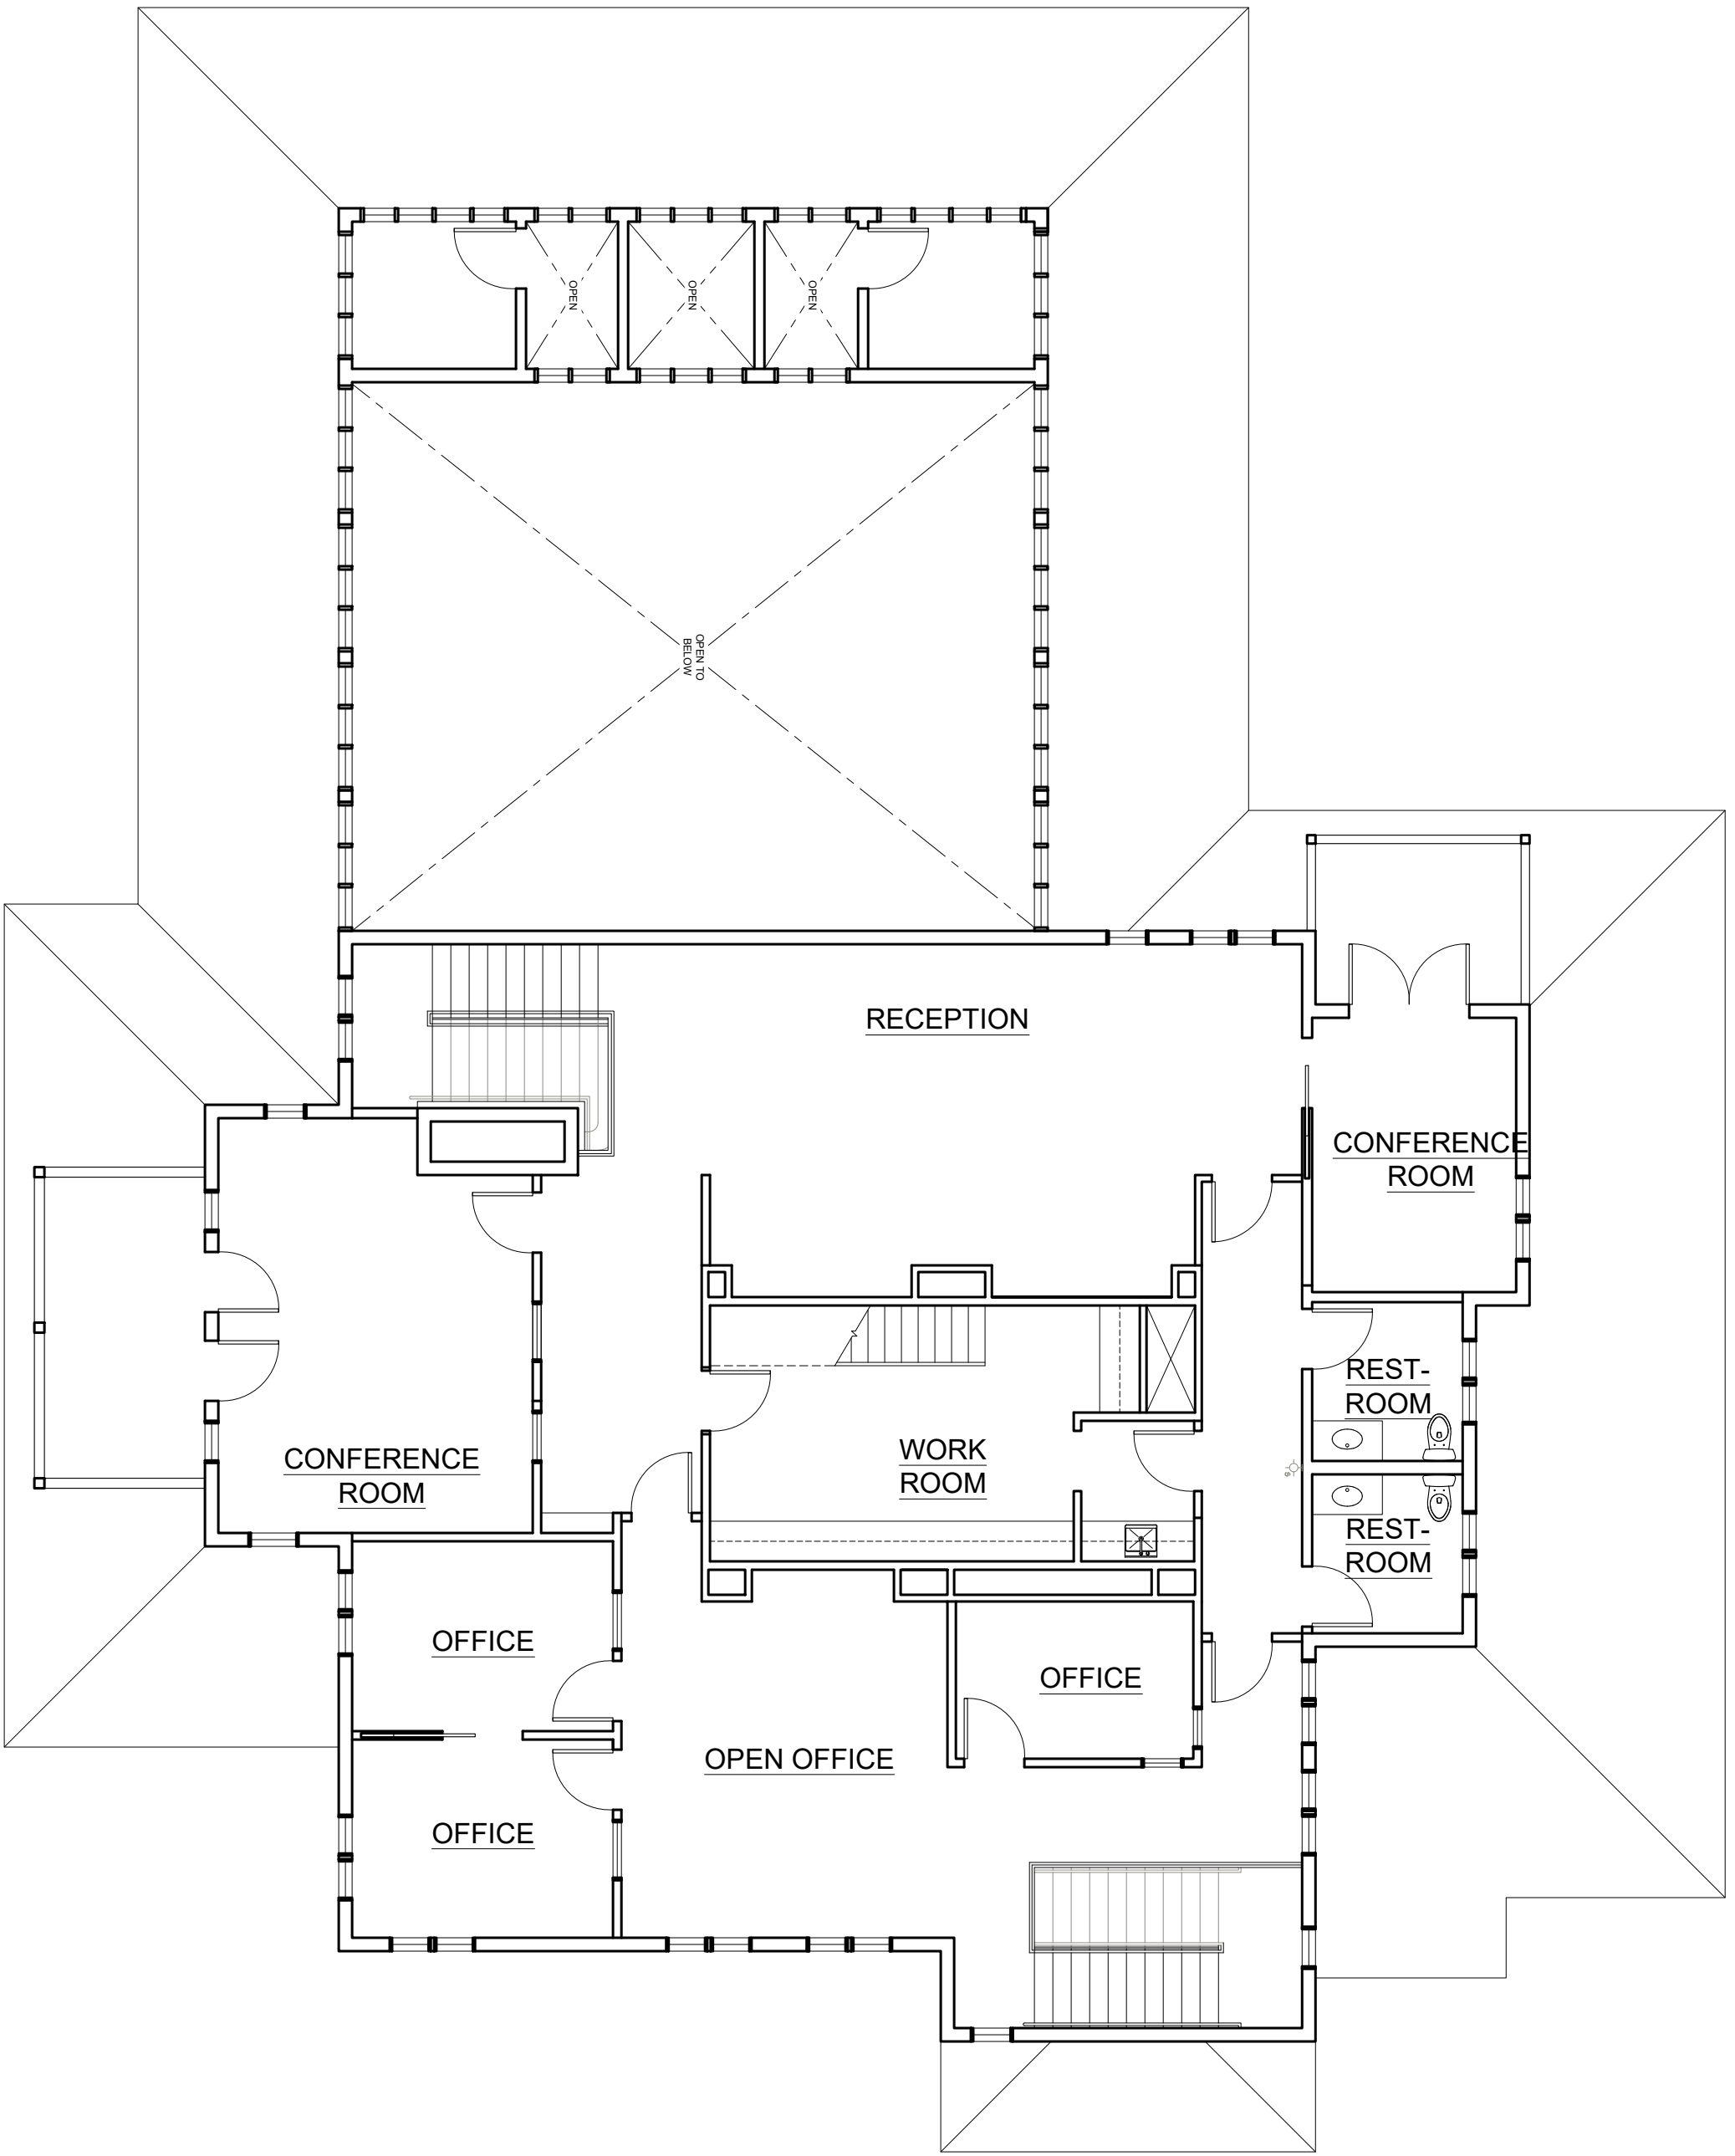 OPEN
OPEN
OPEN
OPEN TO
BELOW
RECEPTION
CONFERENCE
ROOM
REST-
ROOM
WORK
ROOM
CONFERENCE
ROOM
REST-
ROOM
OFFICE
OFFICE
OPEN OFFICE
OFFICE